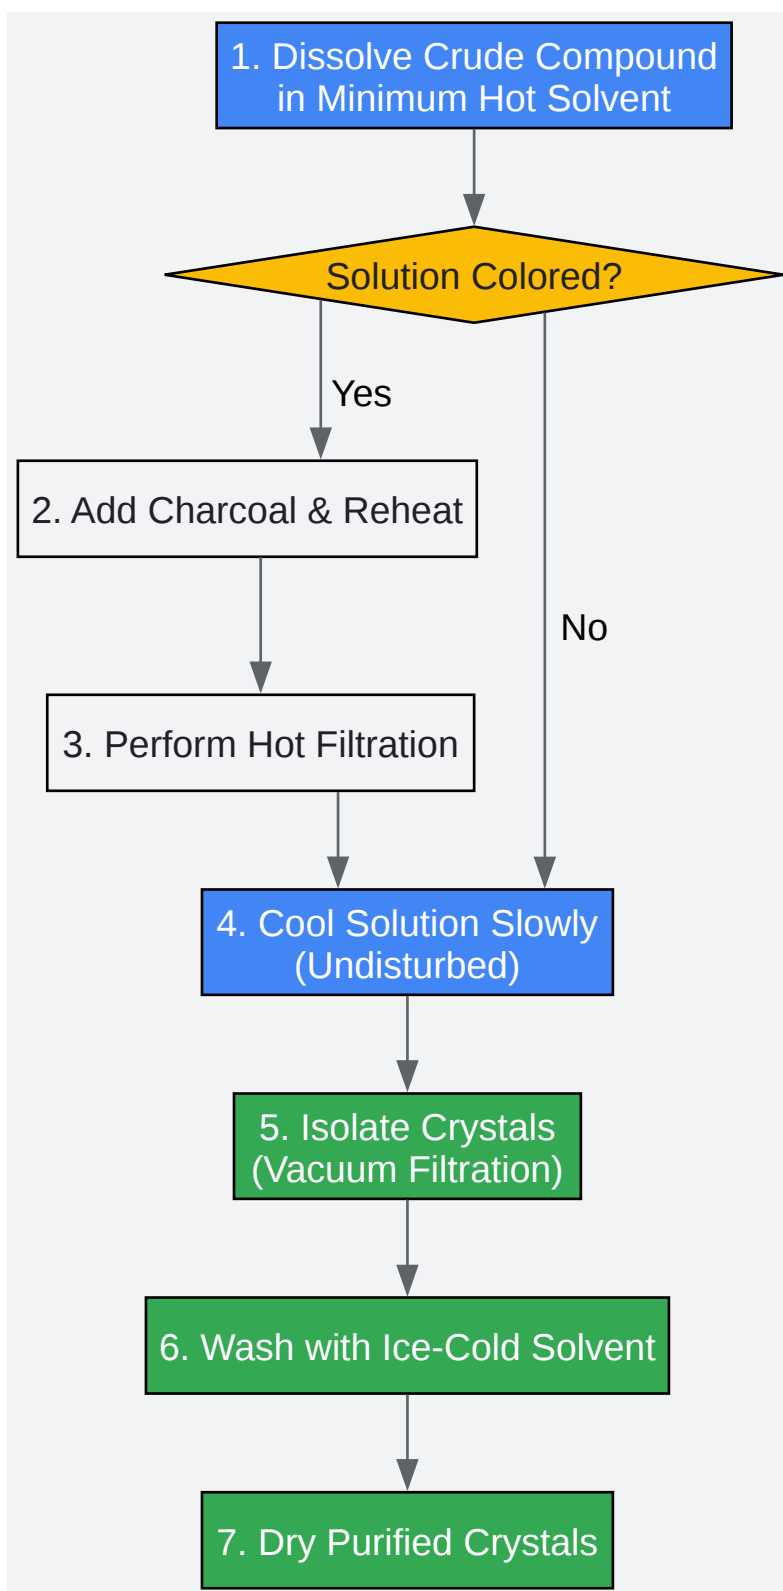 1. Dissolve Crude Compound
in Minimum Hot Solvent
Solution Colored?
Yes
2. Add Charcoal & Reheat
No
3. Perform Hot Filtration
4. Cool Solution Slowly
(Undisturbed)
5. Isolate Crystals
(Vacuum Filtration)
6. Wash with Ice-Cold Solvent
7. Dry Purified Crystals